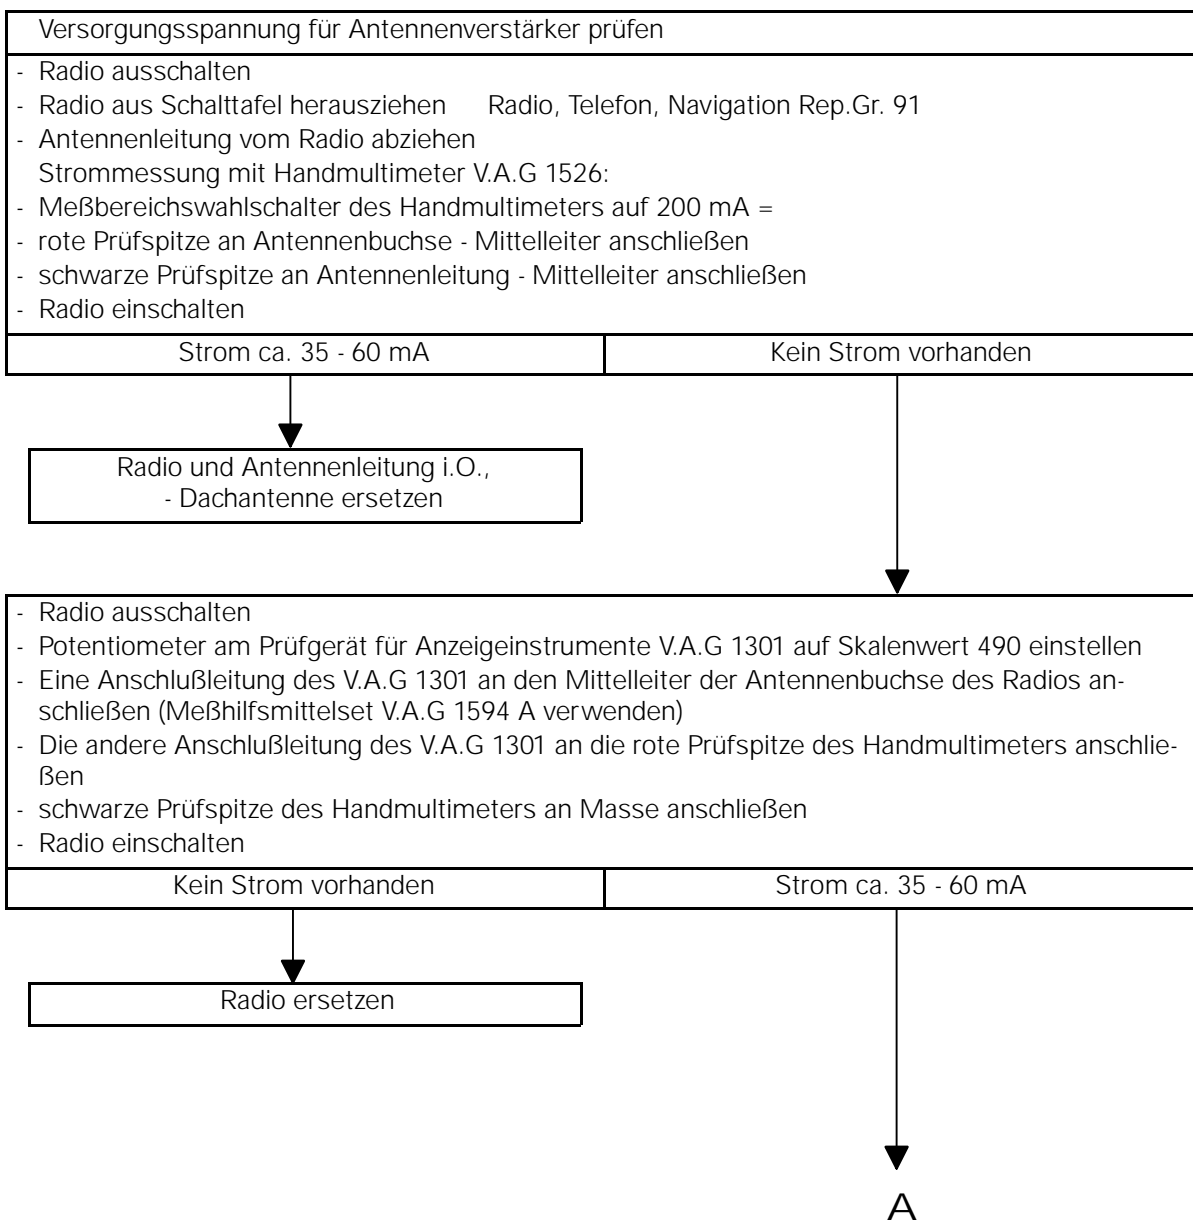 Versorgungsspannung für Antennenverstärker prüfen
- Radio ausschalten
- Radio aus Schalttafel herausziehen Radio, Telefon, Navigation Rep.Gr. 91
- Antennenleitung vom Radio abziehen
Strommessung mit Handmultimeter V.A.G 1526:
- Meßbereichswahlschalter des Handmultimeters auf 200 mA =
- rote Prüfspitze an Antennenbuchse - Mittelleiter anschließen
- schwarze Prüfspitze an Antennenleitung - Mittelleiter anschließen
- Radio einschalten
Strom ca. 35 - 60 mA
Kein Strom vorhanden
Radio und Antennenleitung i.O.,
- Dachantenne ersetzen
- Radio ausschalten
- Potentiometer am Prüfgerät für Anzeigeinstrumente V.A.G 1301 auf Skalenwert 490 einstellen
- Eine Anschlußleitung des V.A.G 1301 an den Mittelleiter der Antennenbuchse des Radios an-
schließen (Meßhilfsmittelset V.A.G 1594 A verwenden)
- Die andere Anschlußleitung des V.A.G 1301 an die rote Prüfspitze des Handmultimeters anschlie-
ßen
- schwarze Prüfspitze des Handmultimeters an Masse anschließen
- Radio einschalten
Kein Strom vorhanden
Strom ca. 35 - 60 mA
Radio ersetzen
A